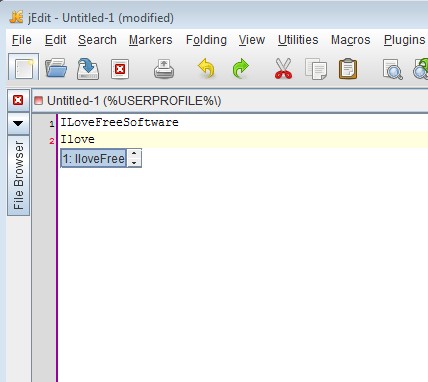 jEdit - Untitled-1 (modified)
File Edit Search Markers Folding View Utilities Macros Plugins
Untitled-1 (%USERPROFILE%\)
1 ILoveFreeSoftware
2 Ilove
1: IloveFree
File Browser